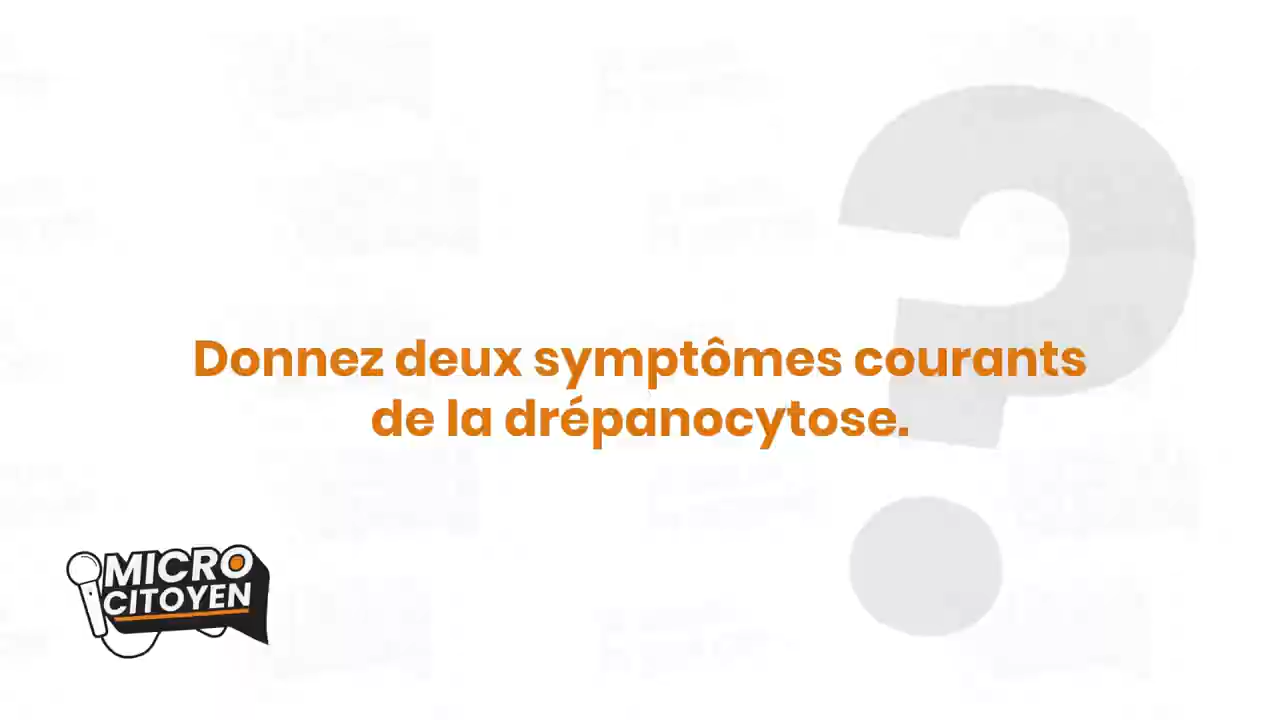 Donnez deux symptômes courants
de la drépanocytose.
MICRO
CITOYEN